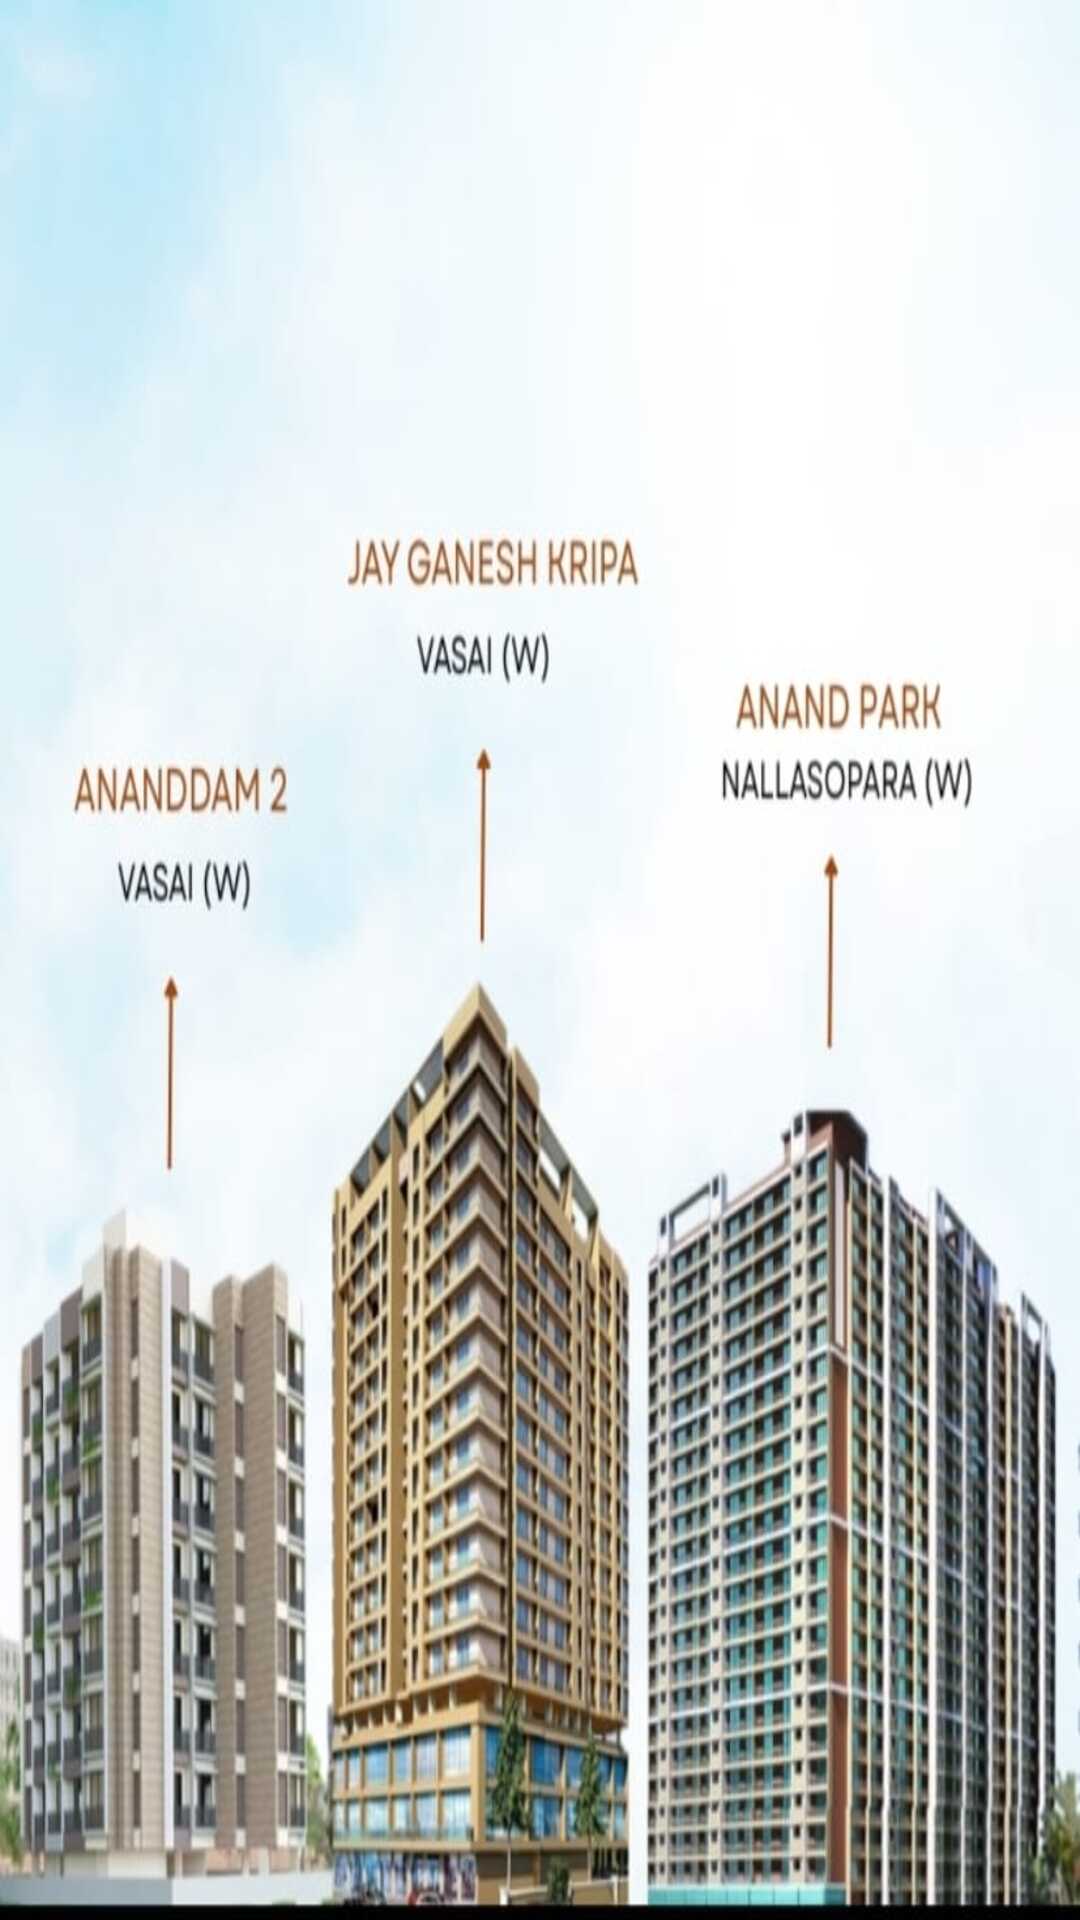 JAY GANESH KRIPA
VASAI (W)
ANAND PARK
NALLASOPARA (W)
ANANDDAM 2
VASAI (W)